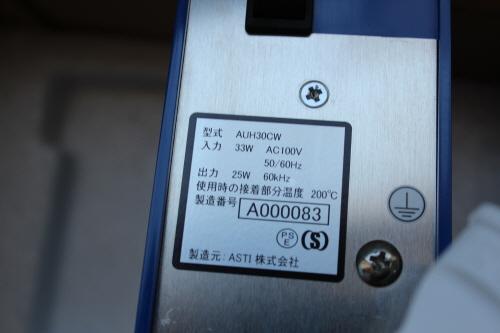 型式 AUH30CW
入力 33W AC100V
50/60Hz
出力 25W 60kHz
使用時の接着部分温度 200℃
製造番号 A000083
PS
E
S
製造元: ASTI 株式会社